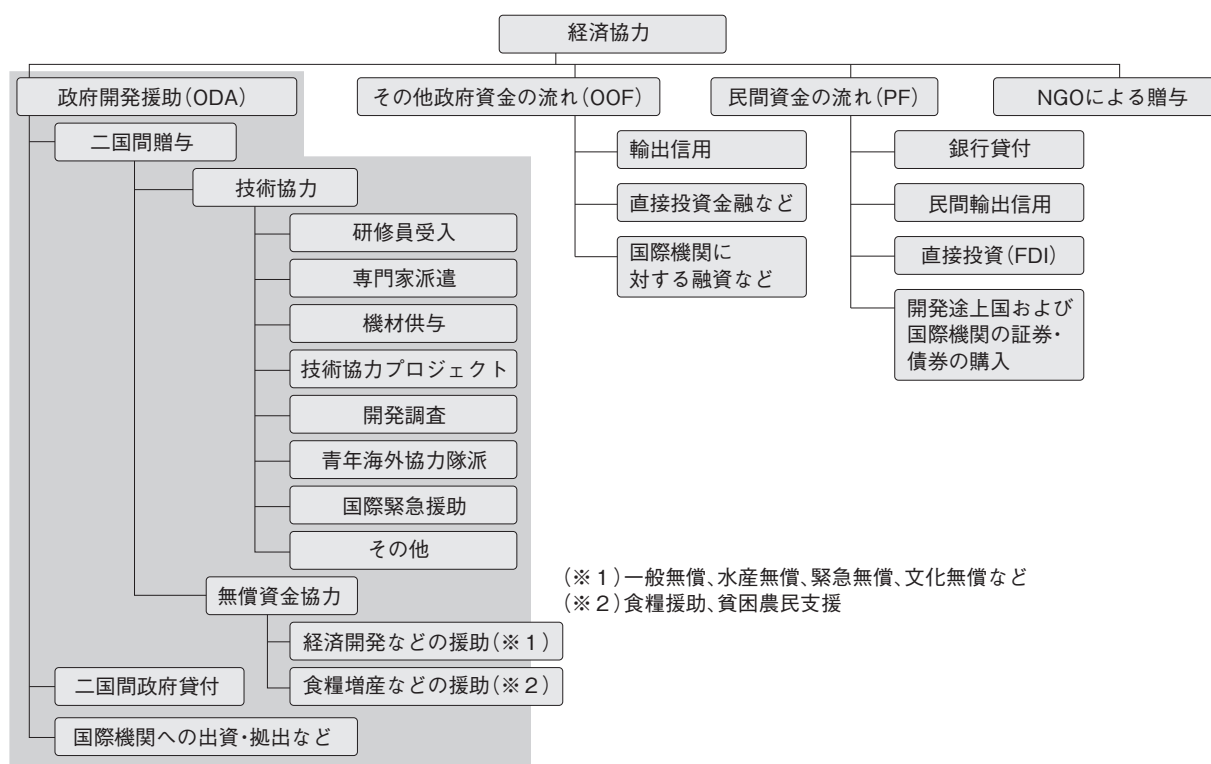 経済協力
政府開発援助(ODA)
二国間贈与
技術協力
研修員受入
専門家派遣
機材供与
技術協力プロジェクト
開発調査
青年海外協力隊派
国際緊急援助
その他
無償資金協力
経済開発などの援助(※1)
食糧増産などの援助(※2)
二国間政府貸付
国際機関への出資・拠出など
その他政府資金の流れ(OOF)
輸出信用
直接投資金融など
国際機関に
対する融資など
民間資金の流れ(PF)
銀行貸付
民間輸出信用
直接投資(FDI)
開発途上国および
国際機関の証券・
債券の購入
NGOによる贈与
(※1)一般無償、水産無償、緊急無償、文化無償など
(※2)食糧援助、貧困農民支援